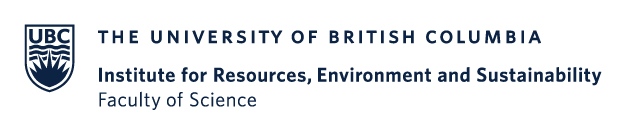 UBC
THE UNIVERSITY OF BRITISH COLUMBIA
Institute for Resources, Environment and Sustainability
Faculty of Science